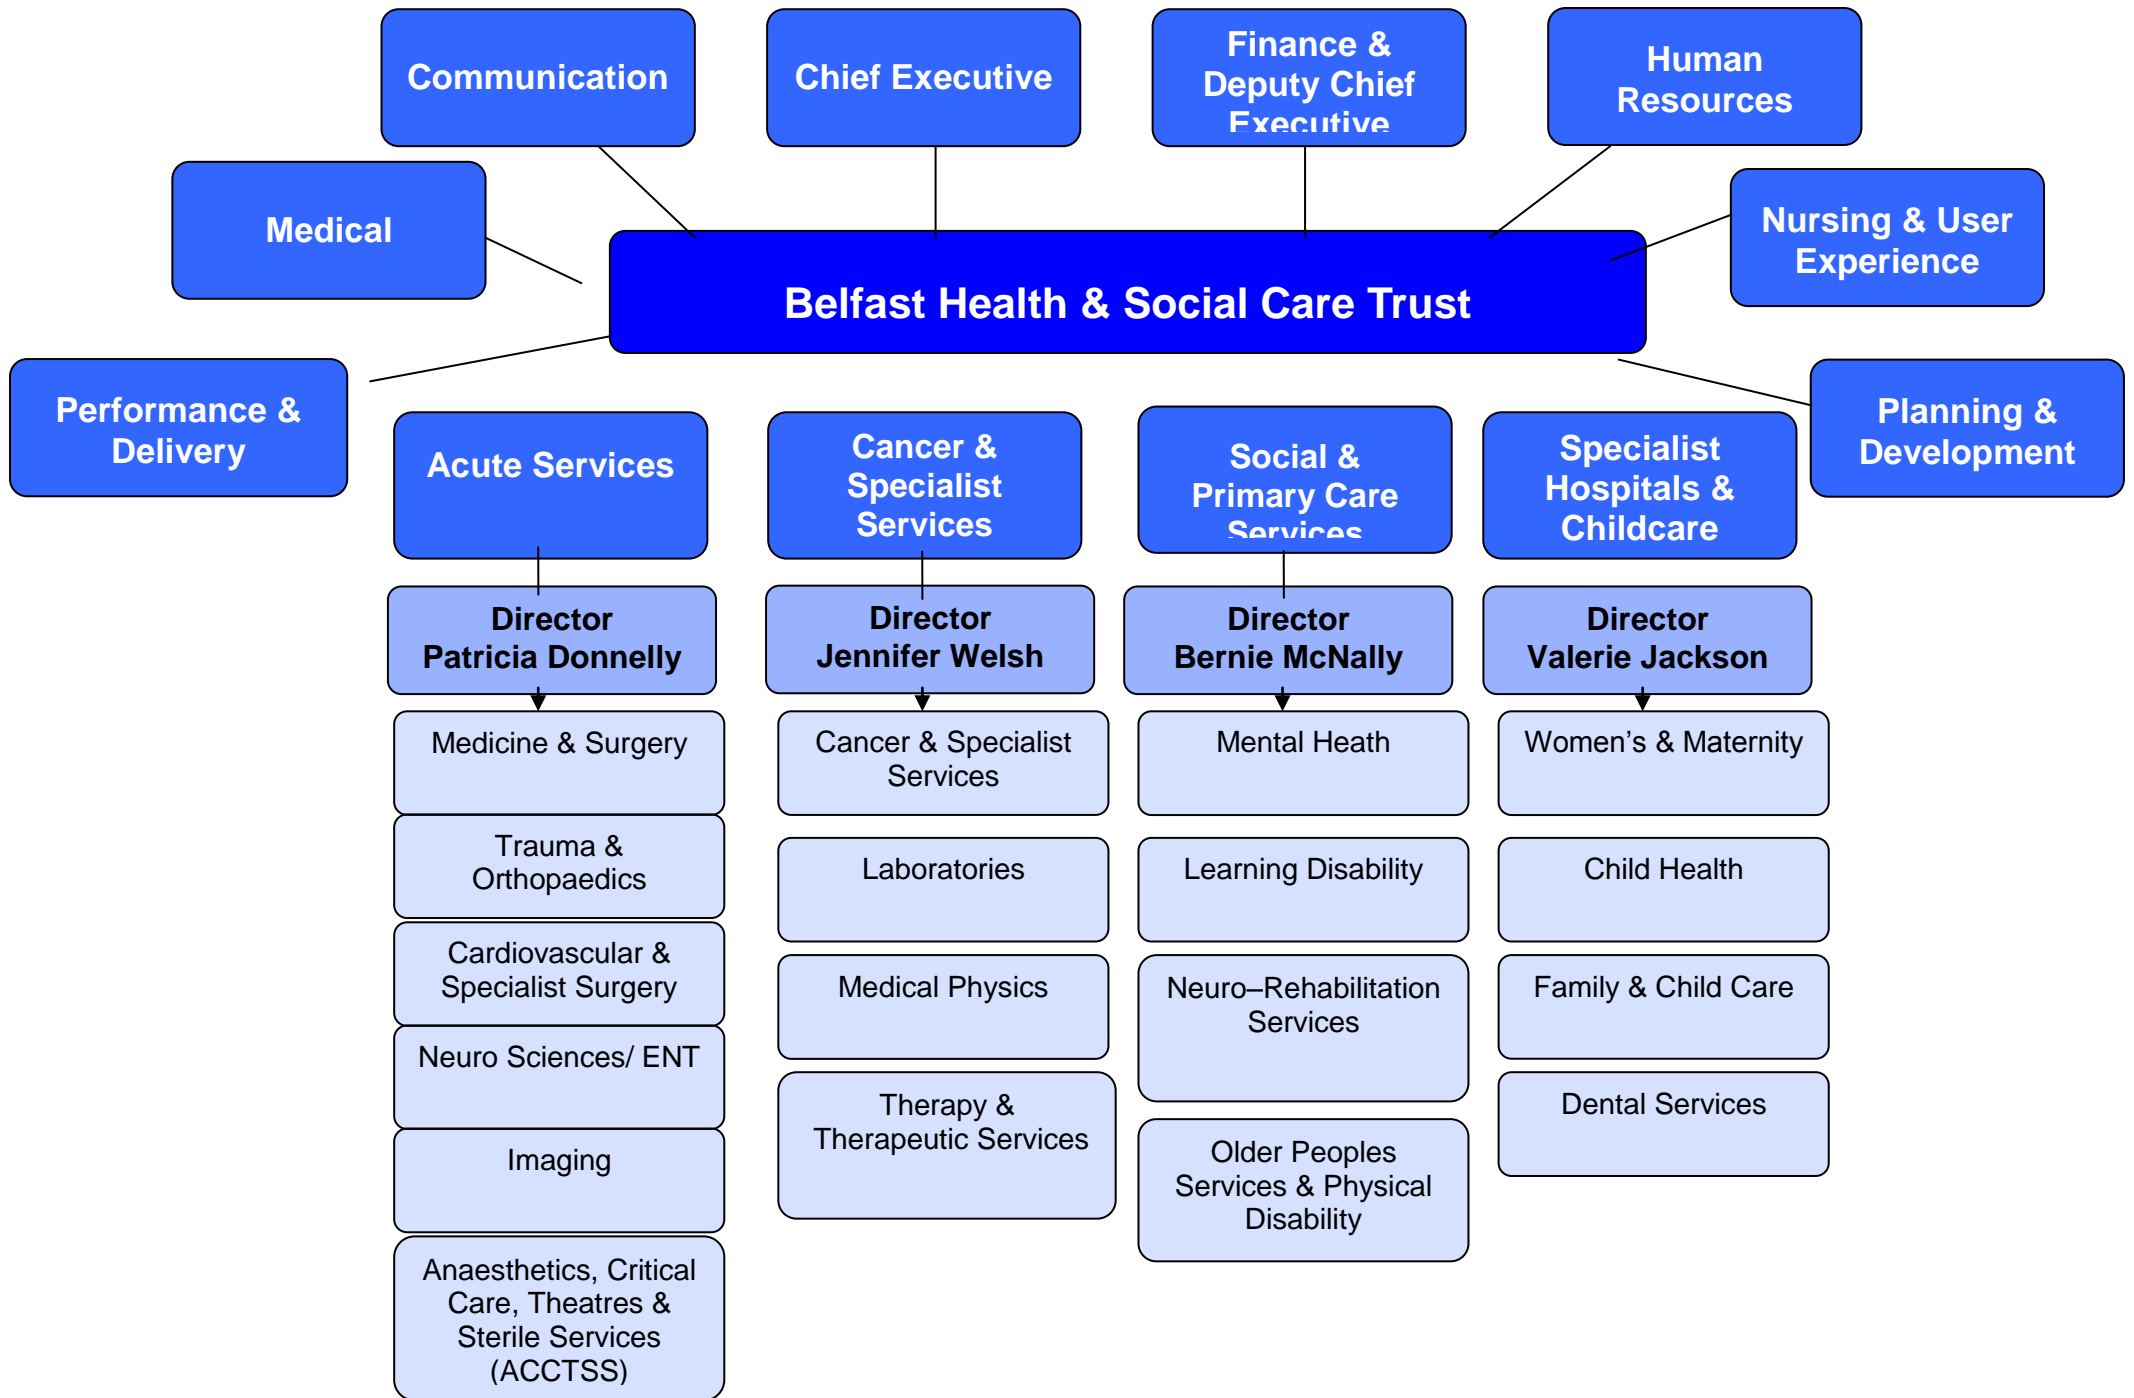 Communication
Chief Executive
Finance &
Deputy Chief
Executive
Human
Resources
Medical
Nursing & User
Experience
Belfast Health & Social Care Trust
Performance &
Delivery
Planning &
Development
Acute Services
Cancer &
Specialist
Services
Social &
Primary Care
Services
Specialist
Hospitals &
Childcare
Director
Patricia Donnelly
Director
Jennifer Welsh
Director
Bernie McNally
Director
Valerie Jackson
Medicine & Surgery
Trauma &
Orthopaedics
Cardiovascular &
Specialist Surgery
Neuro Sciences/ ENT
Imaging
Anaesthetics, Critical
Care, Theatres &
Sterile Services
(ACCTSS)
Cancer & Specialist
Services
Laboratories
Medical Physics
Therapy &
Therapeutic Services
Mental Heath
Learning Disability
Neuro–Rehabilitation
Services
Older Peoples
Services & Physical
Disability
Women’s & Maternity
Child Health
Family & Child Care
Dental Services